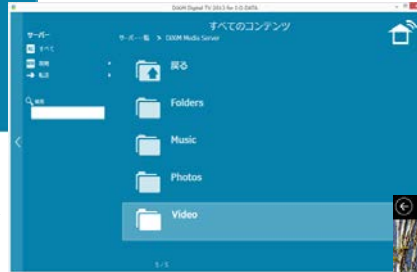 DiXiM Digital TV 2013 for I-O DATA
すべてのコンテンツ
サーバー
サーバー一覧 > DiXiM Media Server
すべて
戻る
Folders
検索
Music
Photos
Video
5/5